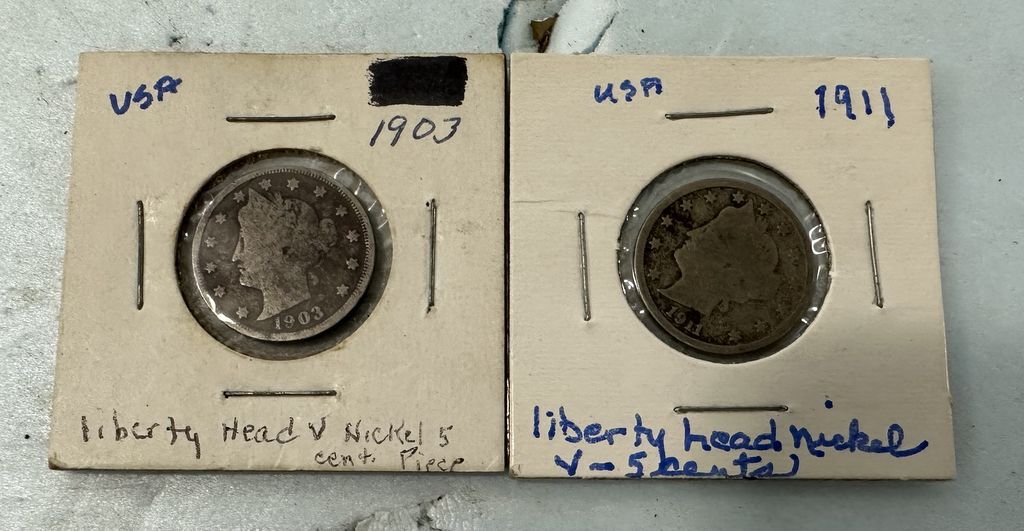 USA
1903
1903
liberty Head V Nickel 5
cent. Piece
USA
1911
1911
liberty head nickel
V - 5 cents